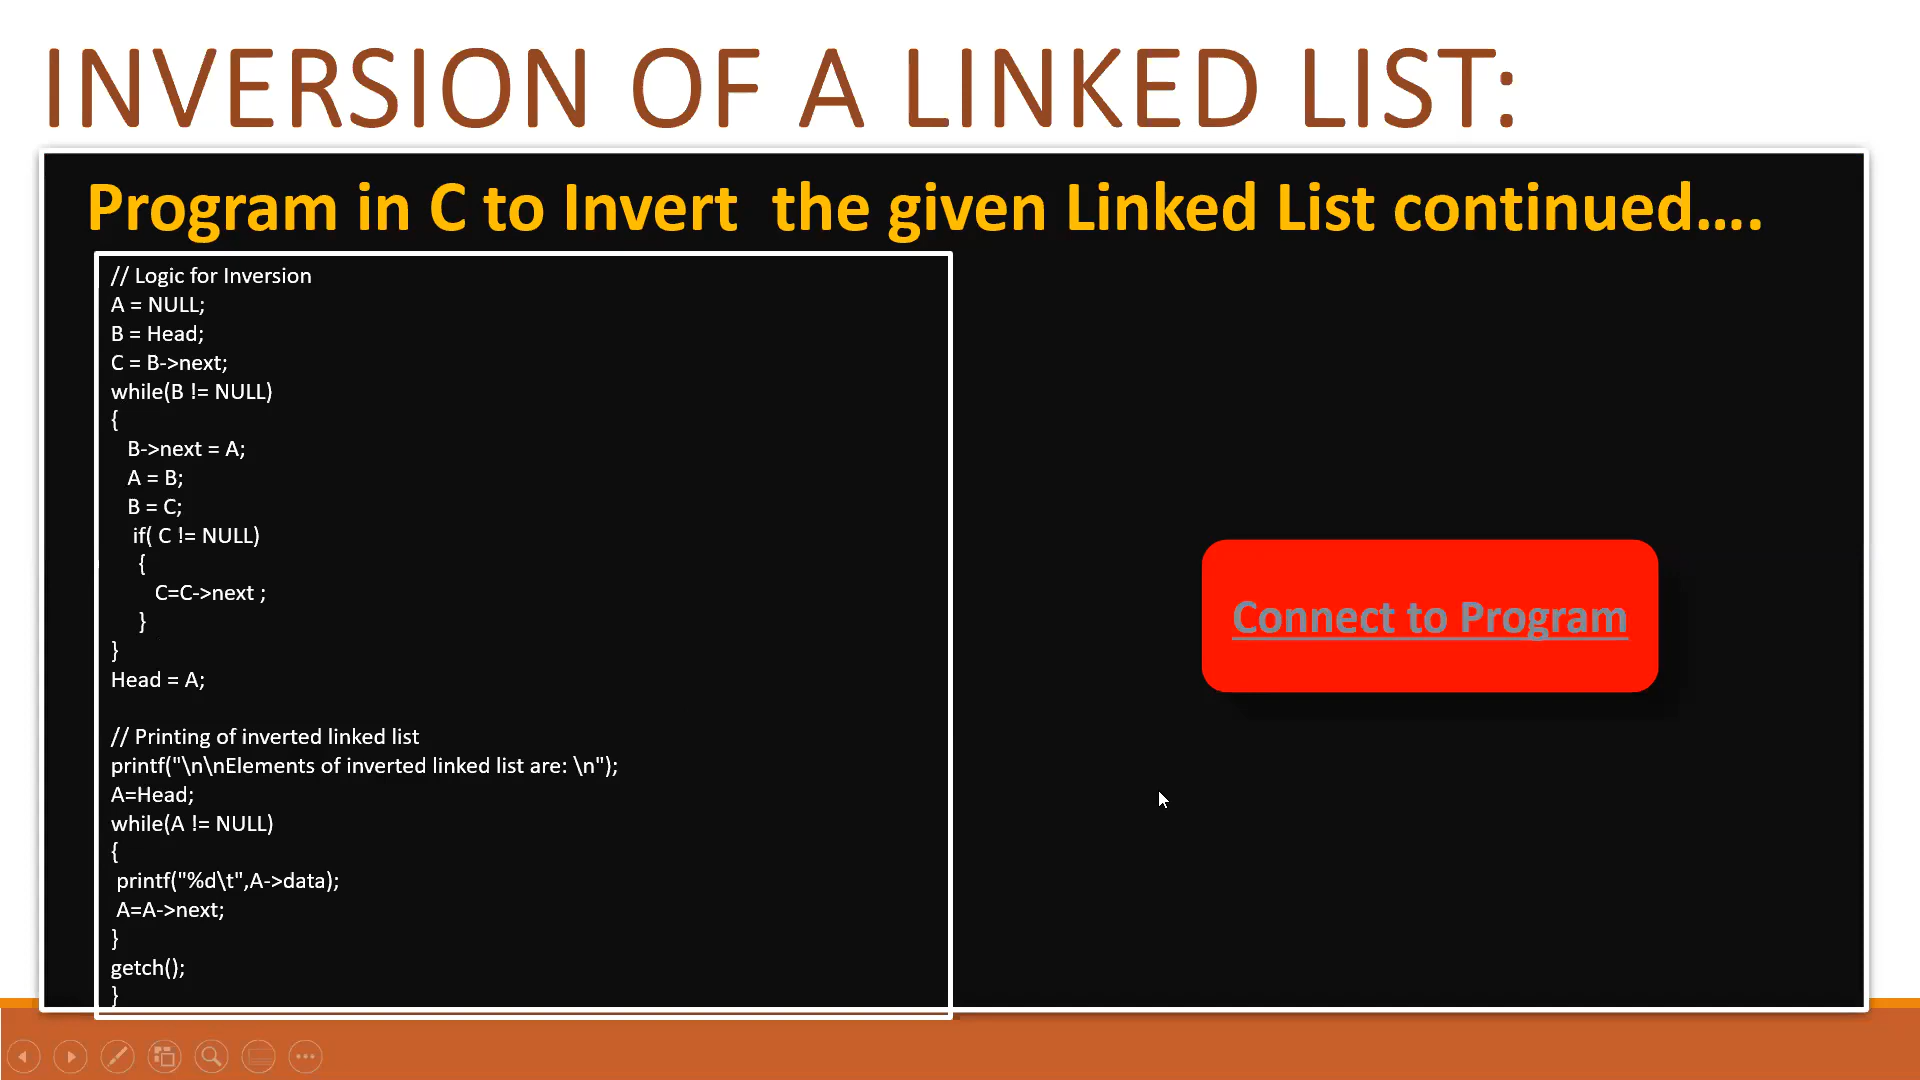 INVERSION OF A LINKED LIST:
Program in C to Invert  the given Linked List continued....
// Logic for Inversion
A = NULL;
B = Head;
C = B->next;
while(B != NULL)
{
   B->next = A;
   A = B;
   B = C;
    if( C != NULL)
     {
        C=C->next ;
     }
}
Head = A;

// Printing of inverted linked list
printf("\n\nElements of inverted linked list are: \n");
A=Head;
while(A != NULL)
{
 printf("%d\t",A->data);
 A=A->next;
}
getch();
}
Connect to Program